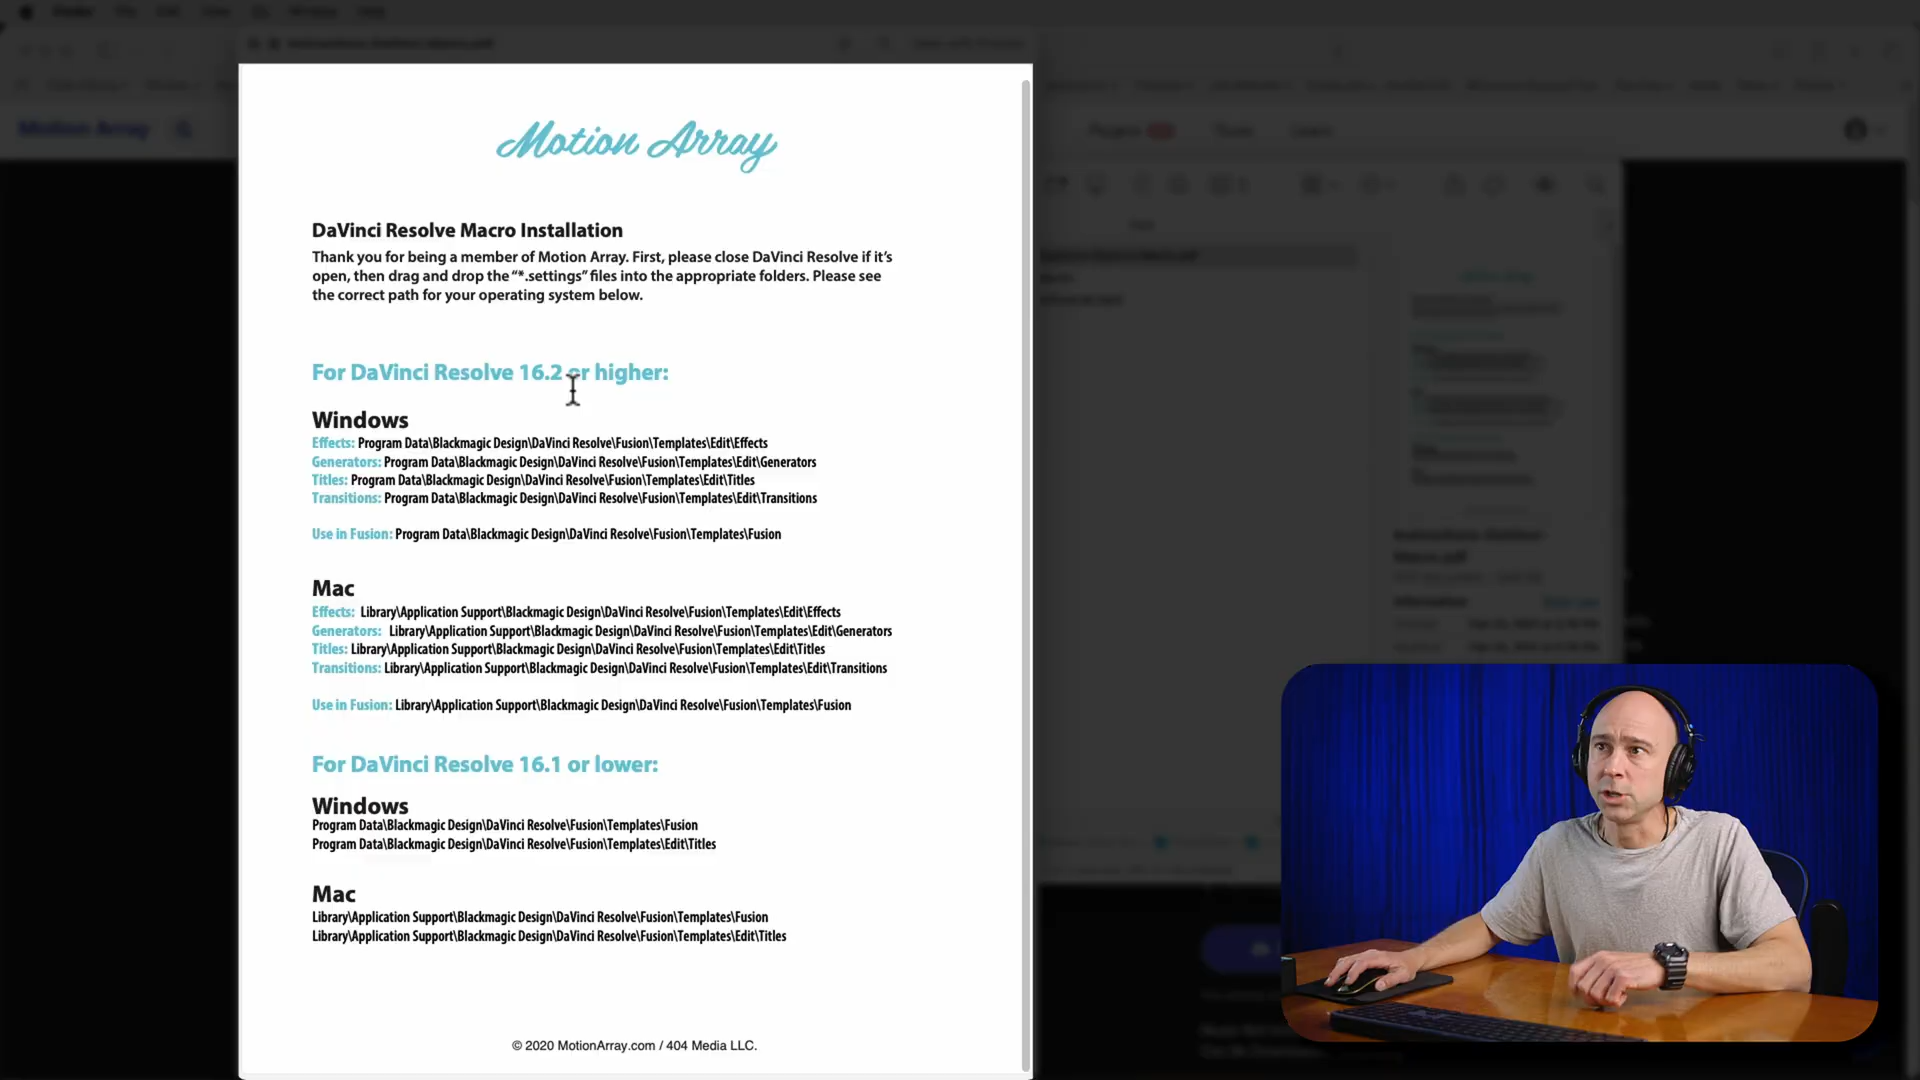 Motion Array
Motion Array
DaVinci Resolve Macro Installation
Thank you for being a member of Motion Array. First, please close DaVinci Resolve if it's
open, then drag and drop the “*.settings” files into the appropriate folders. Please see
the correct path for your operating system below.
For DaVinci Resolve 16.2 or higher:
Windows
Effects: Program Data\Blackmagic Design\DaVinci Resolve\Fusion\Templates\Edit\Effects
Generators: Program Data\Blackmagic Design\DaVinci Resolve\Fusion\Templates\Edit\Generators
Titles: Program Data\Blackmagic Design\DaVinci Resolve\Fusion\Templates\Edit\Titles
Transitions: Program Data\Blackmagic Design\DaVinci Resolve\Fusion\Templates\Edit\Transitions
Use in Fusion: Program Data\Blackmagic Design\DaVinci Resolve\Fusion\Templates\Fusion
Mac
Effects: Library\Application Support\Blackmagic Design\DaVinci Resolve\Fusion\Templates\Edit\Effects
Generators: Library\Application Support\Blackmagic Design\DaVinci Resolve\Fusion\Templates\Edit\Generators
Titles: Library\Application Support\Blackmagic Design\DaVinci Resolve\Fusion\Templates\Edit\Titles
Transitions: Library\Application Support\Blackmagic Design\DaVinci Resolve\Fusion\Templates\Edit\Transitions
Use in Fusion: Library\Application Support\Blackmagic Design\DaVinci Resolve\Fusion\Templates\Fusion
For DaVinci Resolve 16.1 or lower:
Windows
Program Data\Blackmagic Design\DaVinci Resolve\Fusion\Templates\Fusion
Program Data\Blackmagic Design\DaVinci Resolve\Fusion\Templates\Edit\Titles
Mac
Library\Application Support\Blackmagic Design\DaVinci Resolve\Fusion\Templates\Fusion
Library\Application Support\Blackmagic Design\DaVinci Resolve\Fusion\Templates\Edit\Titles
© 2020 MotionArray.com / 404 Media LLC.
Plugins
Tools
Learn